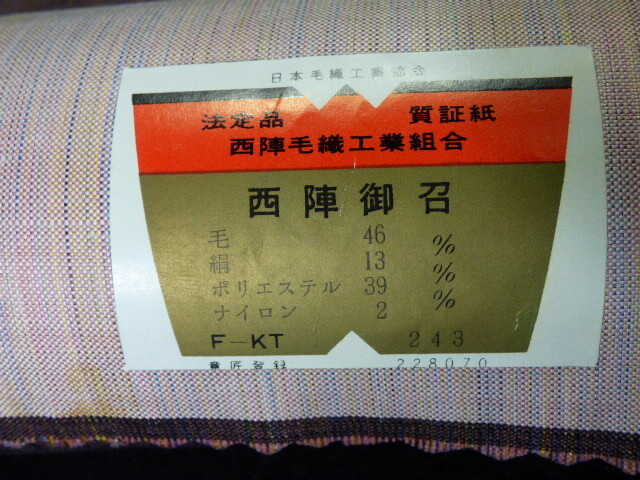 日本毛織工業組合
法定品 質証紙
西陣毛織工業組合
西陣御召
毛 46 %
絹 13 %
ポリエステル 39 %
ナイロン 2
F-KT 243
意匠登録 228070